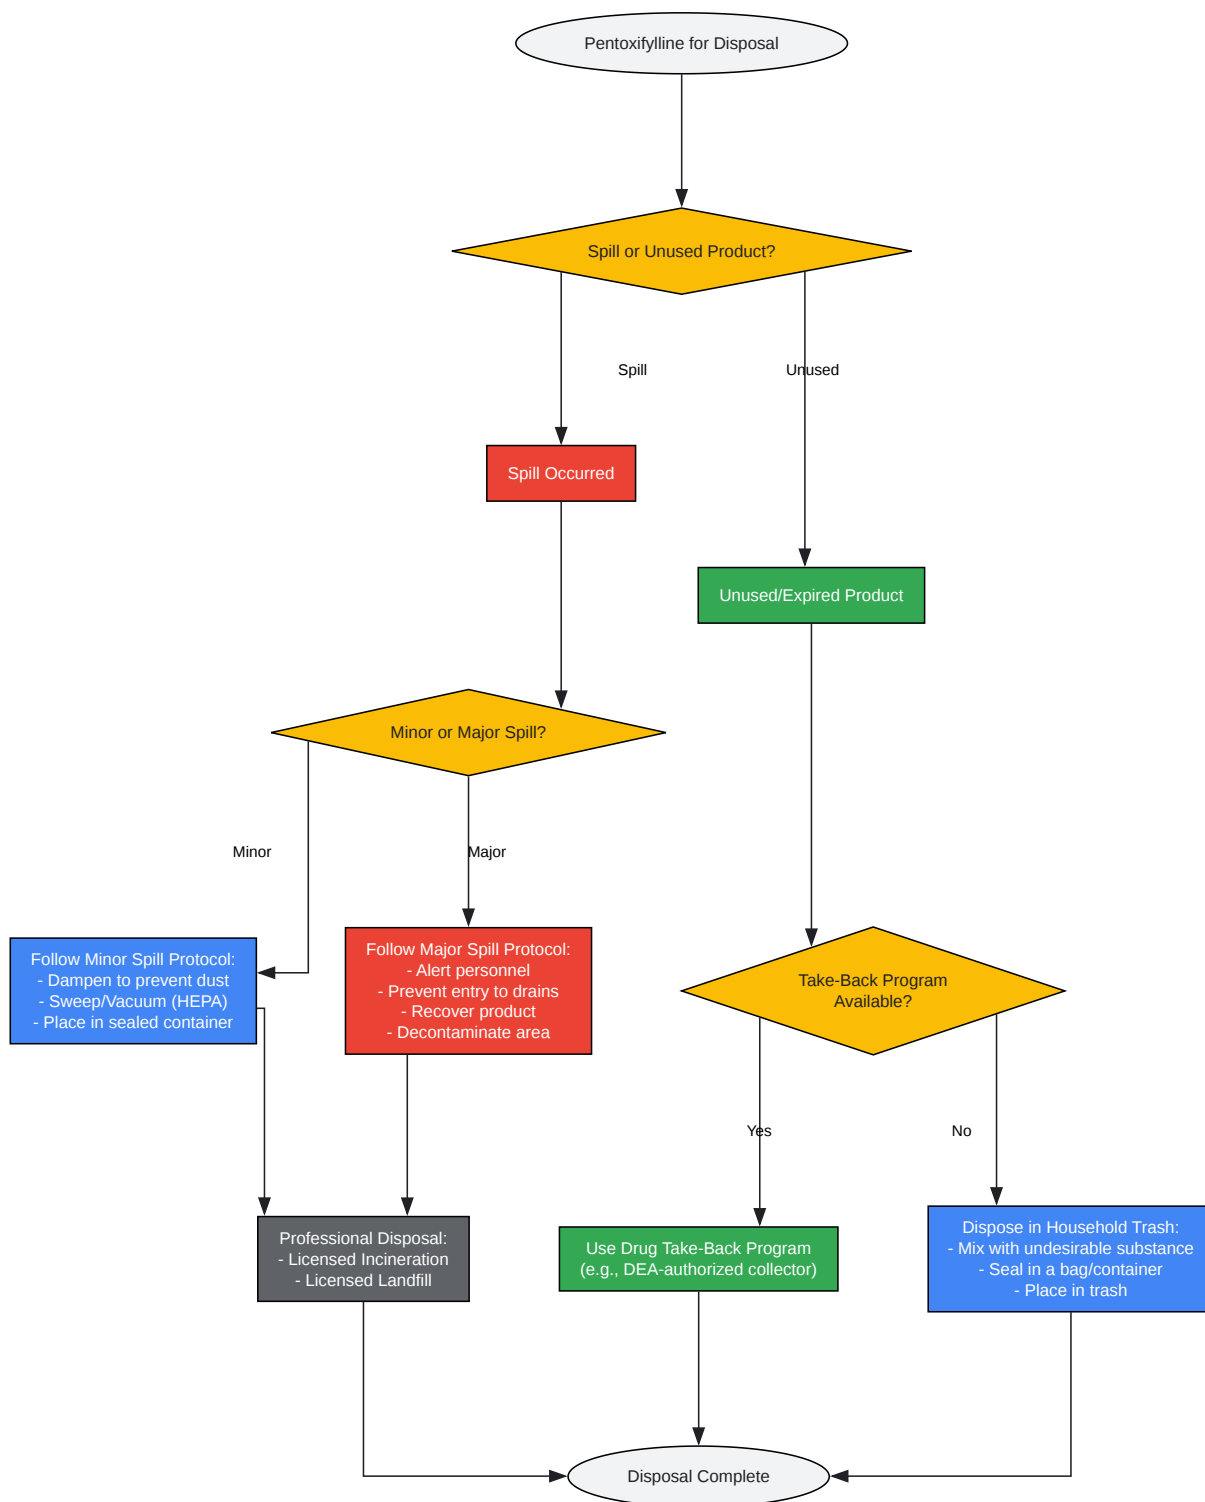 Pentoxifylline for Disposal
Spill or Unused Product?
Spill
Unused
Spill Occurred
Unused/Expired Product
Minor or Major Spill?
Minor
Major
Follow Minor Spill Protocol:
- Dampen to prevent dust
- Sweep/Vacuum (HEPA)
- Place in sealed container
Follow Major Spill Protocol:
- Alert personnel
- Prevent entry to drains
- Recover product
- Decontaminate area
Take-Back Program
Available?
Yes
No
Professional Disposal:
- Licensed Incineration
- Licensed Landfill
Use Drug Take-Back Program
(e.g., DEA-authorized collector)
Dispose in Household Trash:
- Mix with undesirable substance
- Seal in a bag/container
- Place in trash
Disposal Complete